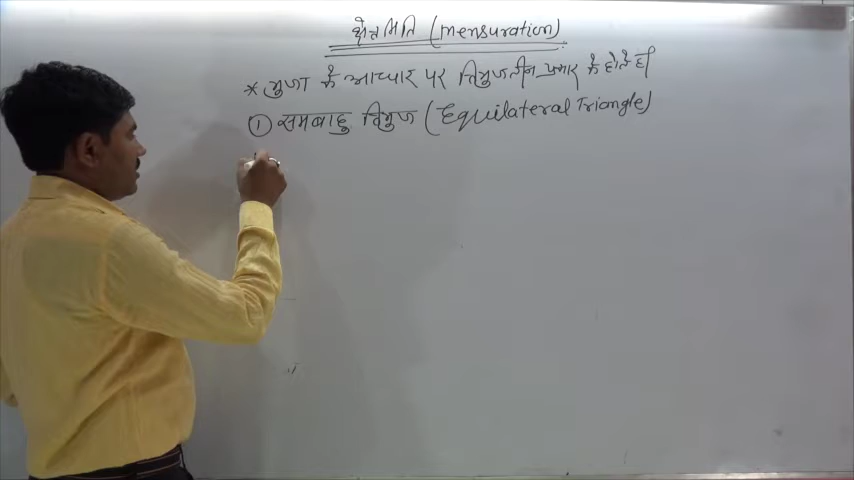 क्षेत्रमिति (mensuration)
* भुजा के आधार पर त्रिभुज तीन प्रकार के होते हैं
① समबाहु त्रिभुज (Equilateral Triangle)